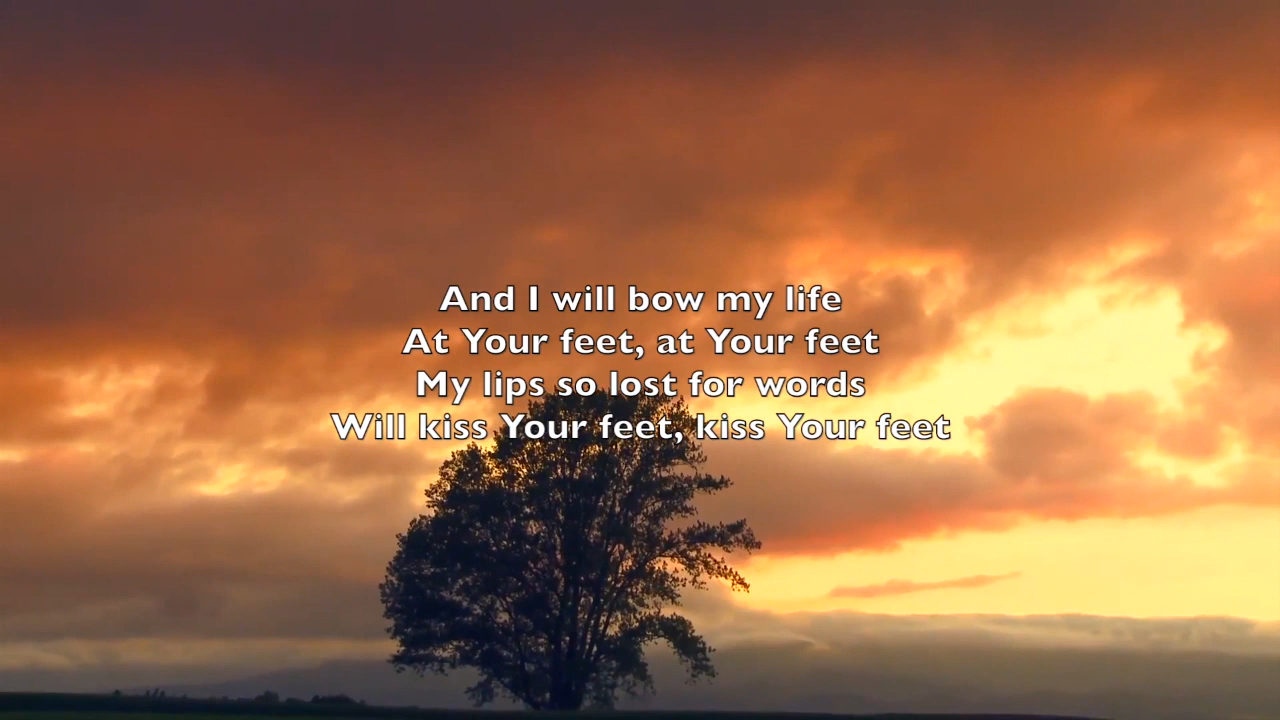 And I will bow my life
At Your feet, at Your feet
My lips so lost for words
Will kiss Your feet, kiss Your feet